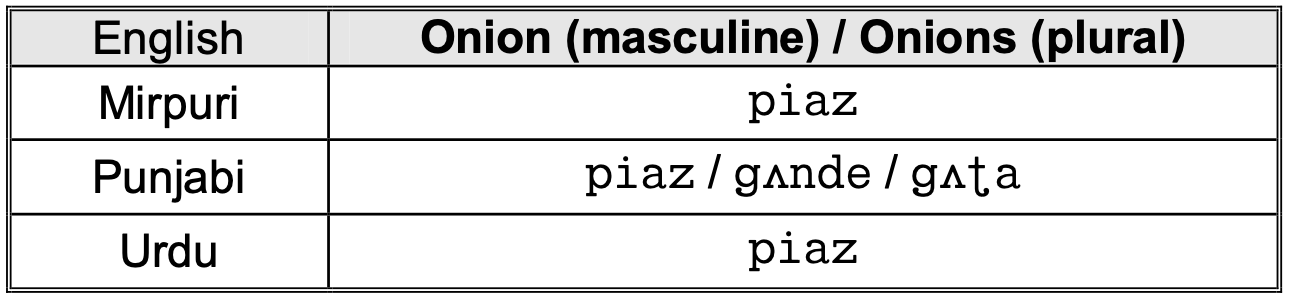 English Onion (masculine) / Onions (plural)
Mirpuri piaz
Punjabi piaz / gʌnde / gʌʈa
Urdu piaz